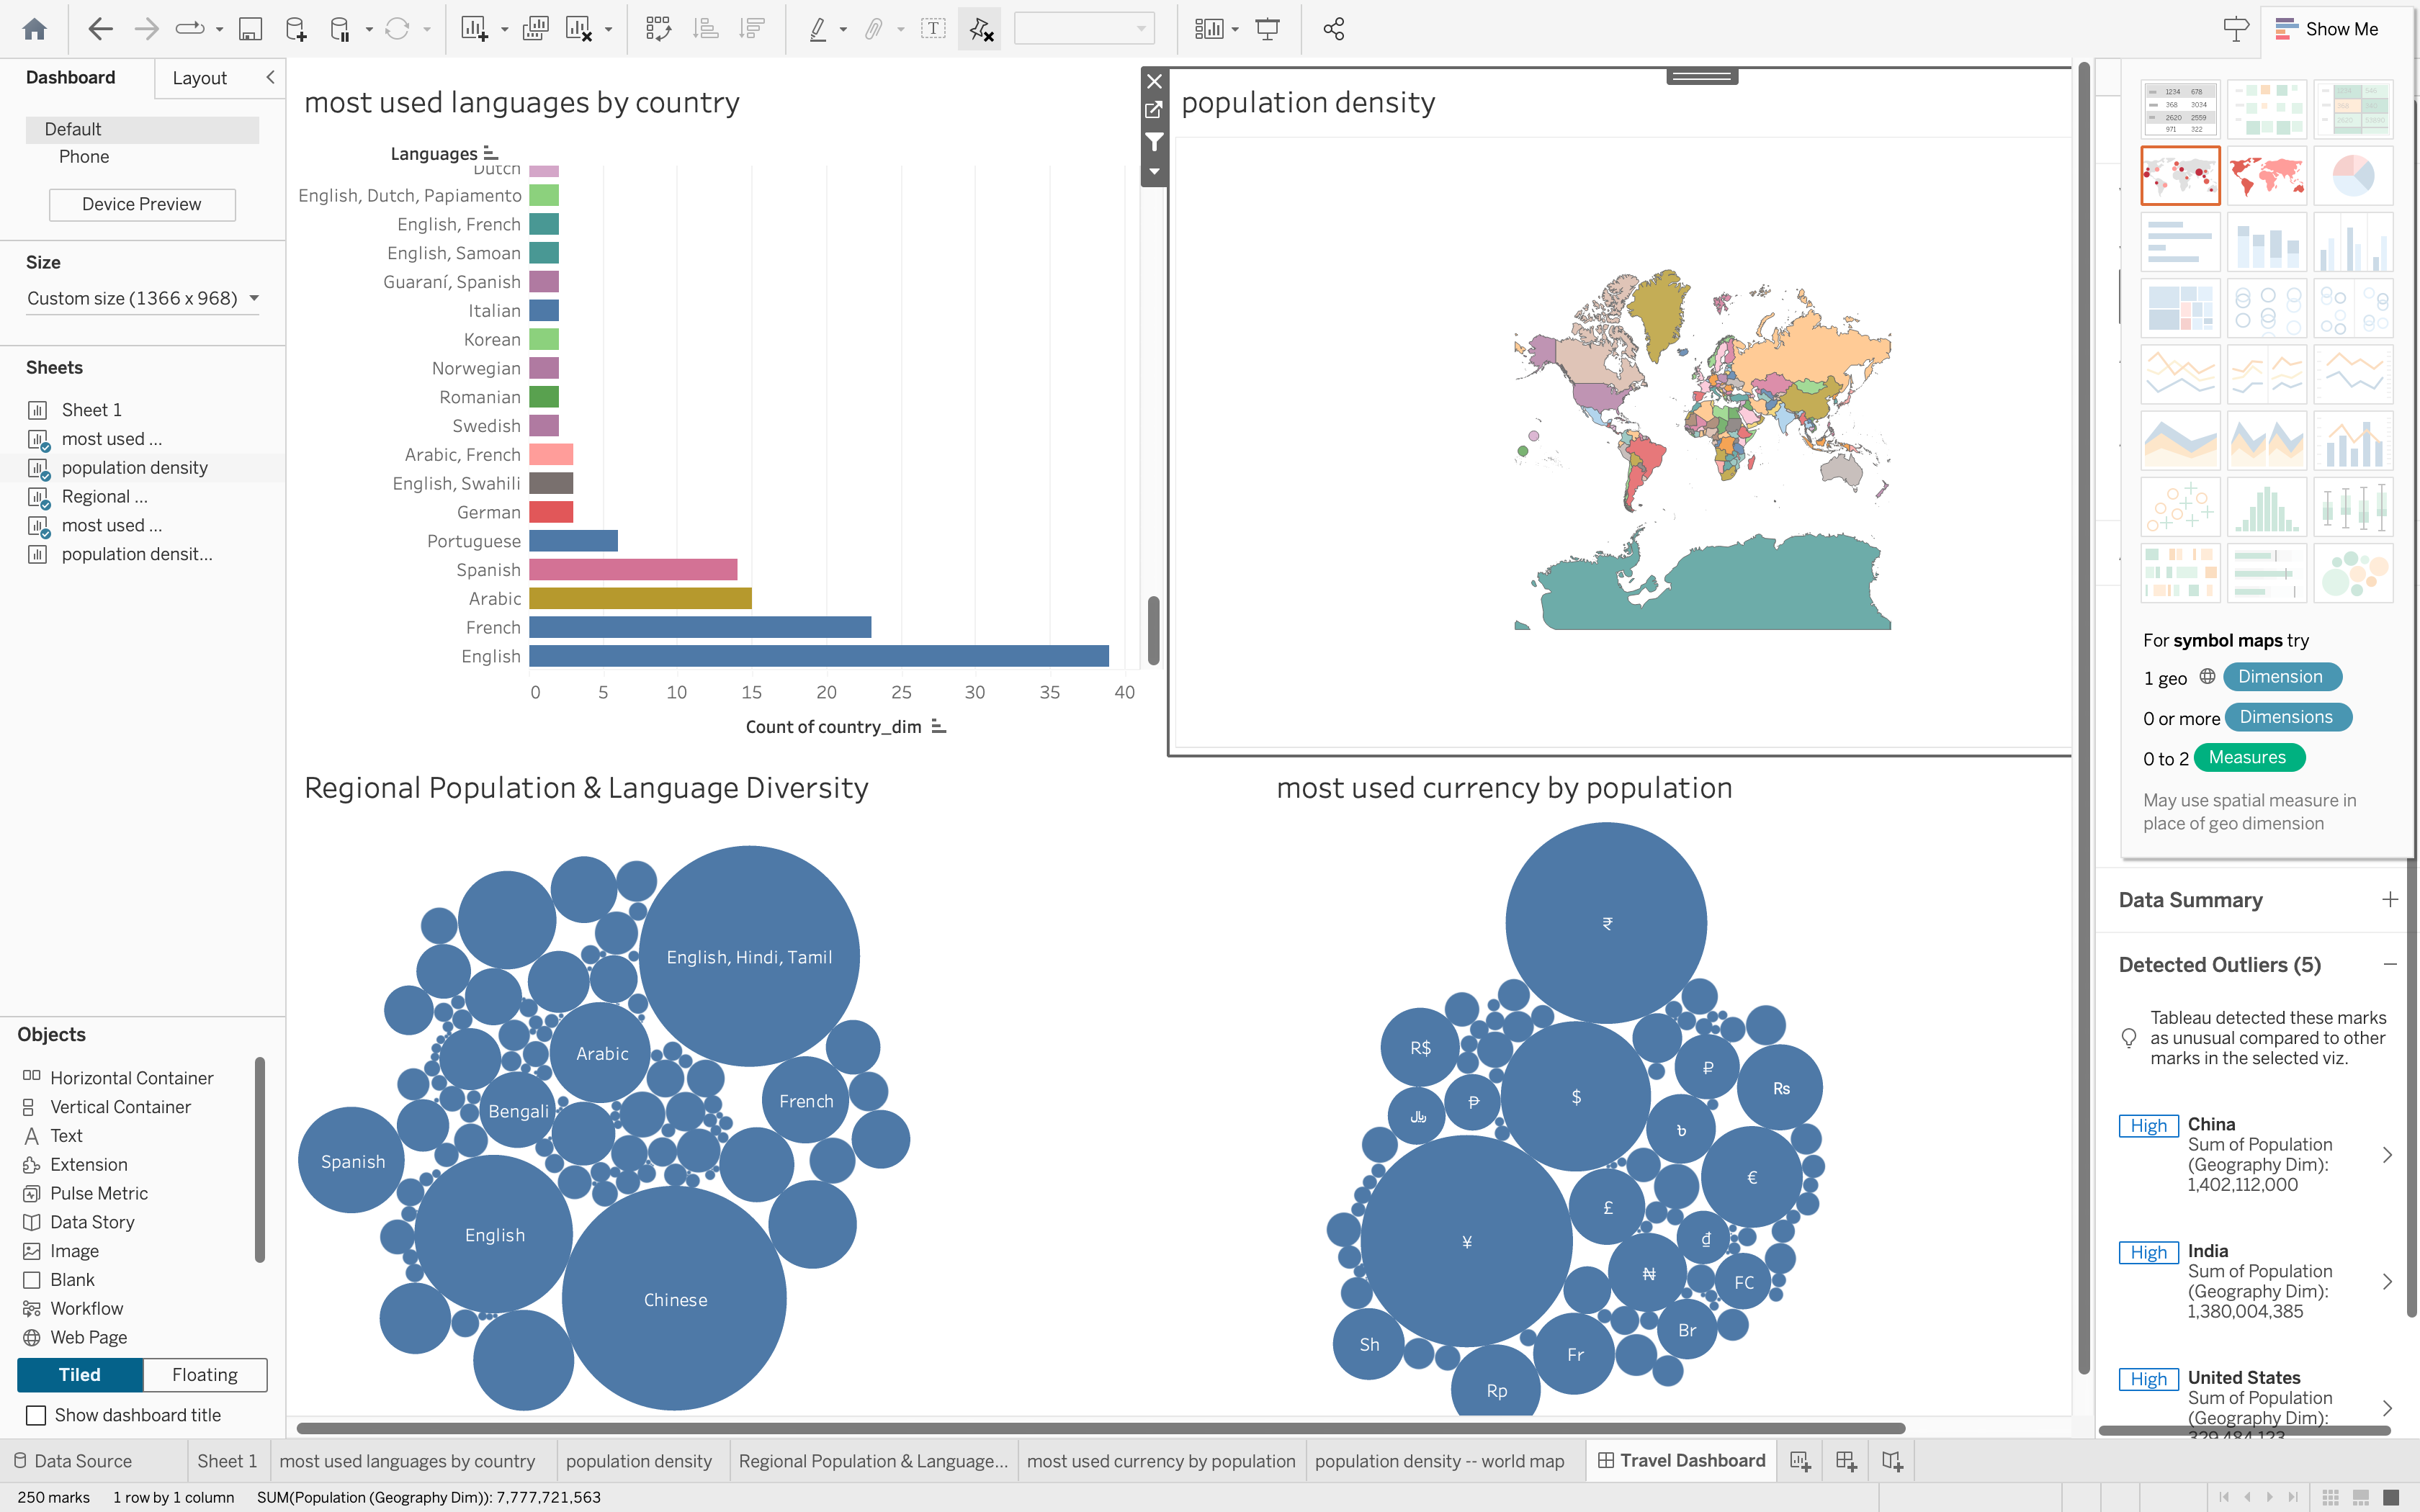 Show Me
Dashboard
Layout
Default
Phone
Device Preview
Size
Custom size (1366 x 968)
Sheets
Sheet 1
most used ...
population density
Regional ...
most used ...
population densit...
Objects
Horizontal Container
Vertical Container
Text
Extension
Pulse Metric
Data Story
Image
Blank
Workflow
Web Page
Tiled
Floating
Show dashboard title
most used languages by country
Languages
Dutch
English, Dutch, Papiamento
English, French
English, Samoan
Guaraní, Spanish
Italian
Korean
Norwegian
Romanian
Swedish
Arabic, French
English, Swahili
German
Portuguese
Spanish
Arabic
French
English
0 5 10 15 20 25 30 35 40
Count of country_dim
population density
Regional Population & Language Diversity
English, Hindi, Tamil
Arabic
Bengali
French
Spanish
English
Chinese
most used currency by population
₹
R$
₽
Rs
$
₱
﷼
৳
€
£
¥
₫
₦
FC
Br
Sh
Fr
Rp
1234 678
368 3034
2620 2559
971 322
For symbol maps try
1 geo Dimension
0 or more Dimensions
0 to 2 Measures
May use spatial measure in
place of geo dimension
Data Summary
Detected Outliers (5)
Tableau detected these marks
as unusual compared to other
marks in the selected viz.
High China
Sum of Population
(Geography Dim):
1,402,112,000
High India
Sum of Population
(Geography Dim):
1,380,004,385
High United States
Sum of Population
(Geography Dim):
329,484,123
Data Source
Sheet 1
most used languages by country
population density
Regional Population & Language...
most used currency by population
population density -- world map
Travel Dashboard
250 marks 1 row by 1 column SUM(Population (Geography Dim)): 7,777,721,563